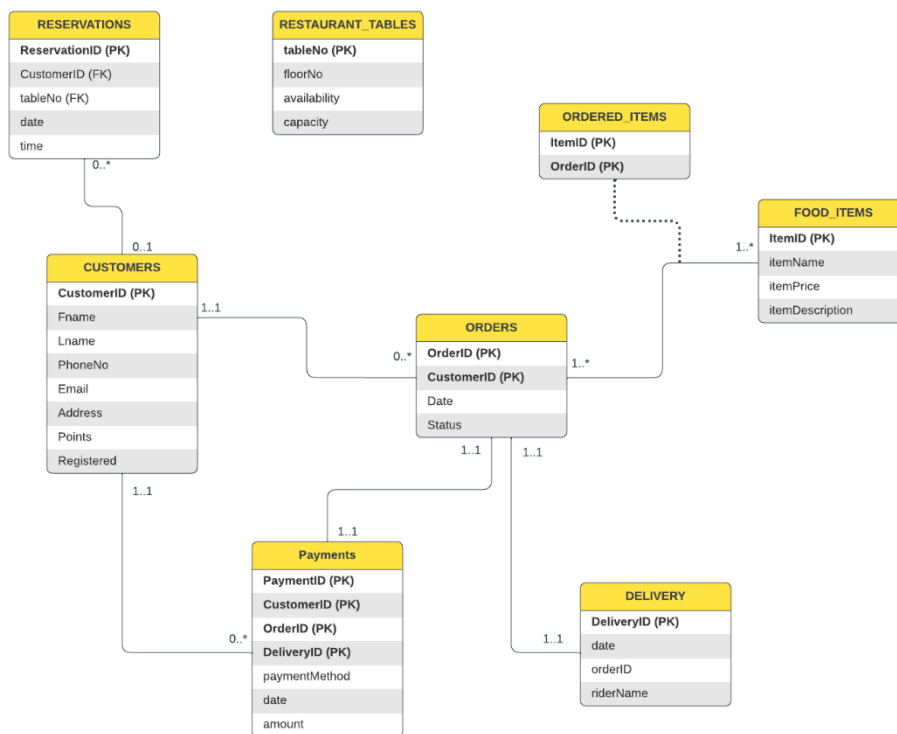 RESERVATIONS
ReservationID (PK)
CustomerID (FK)
tableNo (FK)
date
time
RESTAURANT_TABLES
tableNo (PK)
floorNo
availability
capacity
ORDERED_ITEMS
ItemID (PK)
OrderID (PK)
FOOD_ITEMS
ItemID (PK)
itemName
itemPrice
itemDescription
0..*
0..1
1..*
CUSTOMERS
CustomerID (PK)
Fname
Lname
PhoneNo
Email
Address
Points
Registered
1..1
0..*
ORDERS
OrderID (PK)
CustomerID (PK)
Date
Status
1..*
1..1
1..1
1..1
1..1
0..*
Payments
PaymentID (PK)
CustomerID (PK)
OrderID (PK)
DeliveryID (PK)
paymentMethod
date
amount
1..1
DELIVERY
DeliveryID (PK)
date
orderID
riderName